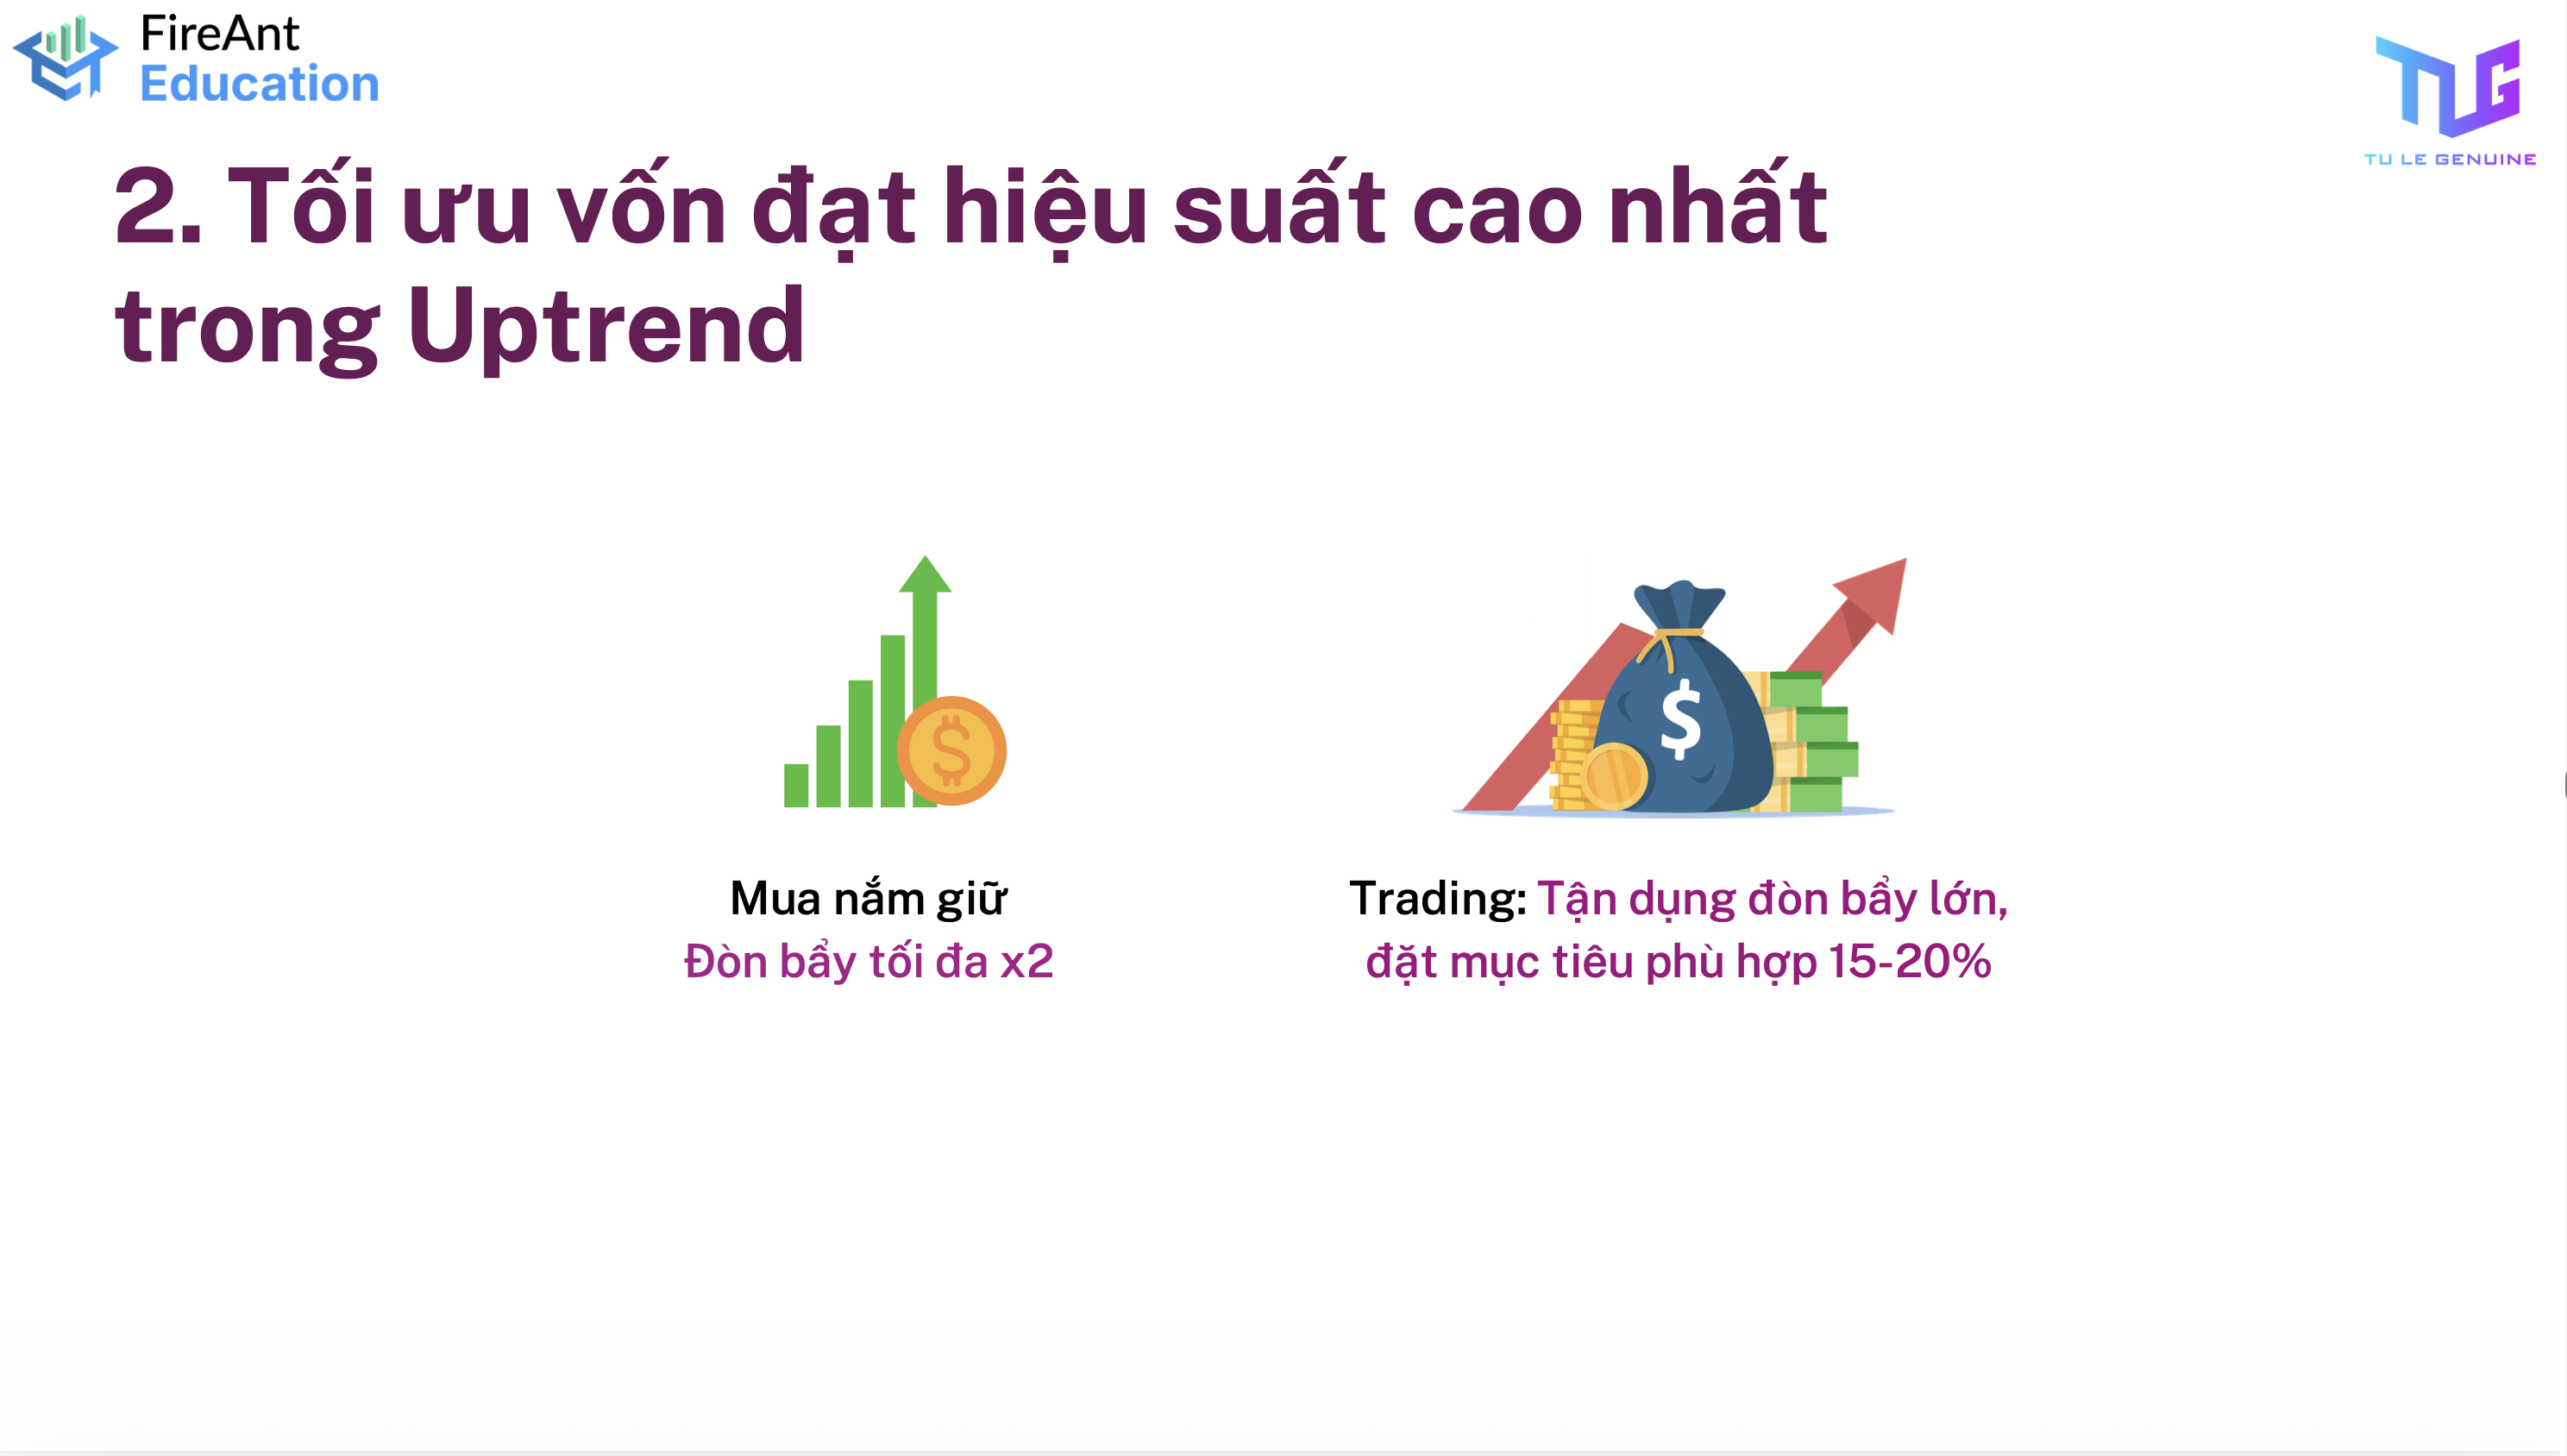 FireAnt
Education
TU LE GENUINE
2. Tối ưu vốn đạt hiệu suất cao nhất
trong Uptrend
$
$
Mua nắm giữ
Đòn bẩy tối đa x2
Trading: Tận dụng đòn bẩy lớn,
đặt mục tiêu phù hợp 15-20%